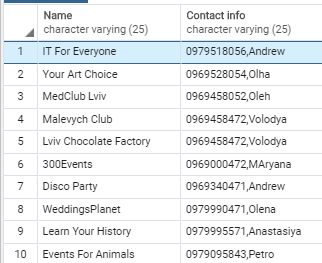 Name Contact info
character varying (25) character varying (25)
1 IT For Everyone 0979518056,Andrew
2 Your Art Choice 0969528054,Olha
3 MedClub Lviv 0969458052,Oleh
4 Malevych Club 0969458472,Volodya
5 Lviv Chocolate Factory 0969458472,Volodya
6 300Events 0969000472,MAryana
7 Disco Party 0969340471,Andrew
8 WeddingsPlanet 0979990471,Olena
9 Learn Your History 0979995571,Anastasiya
10 Events For Animals 0979095843,Petro